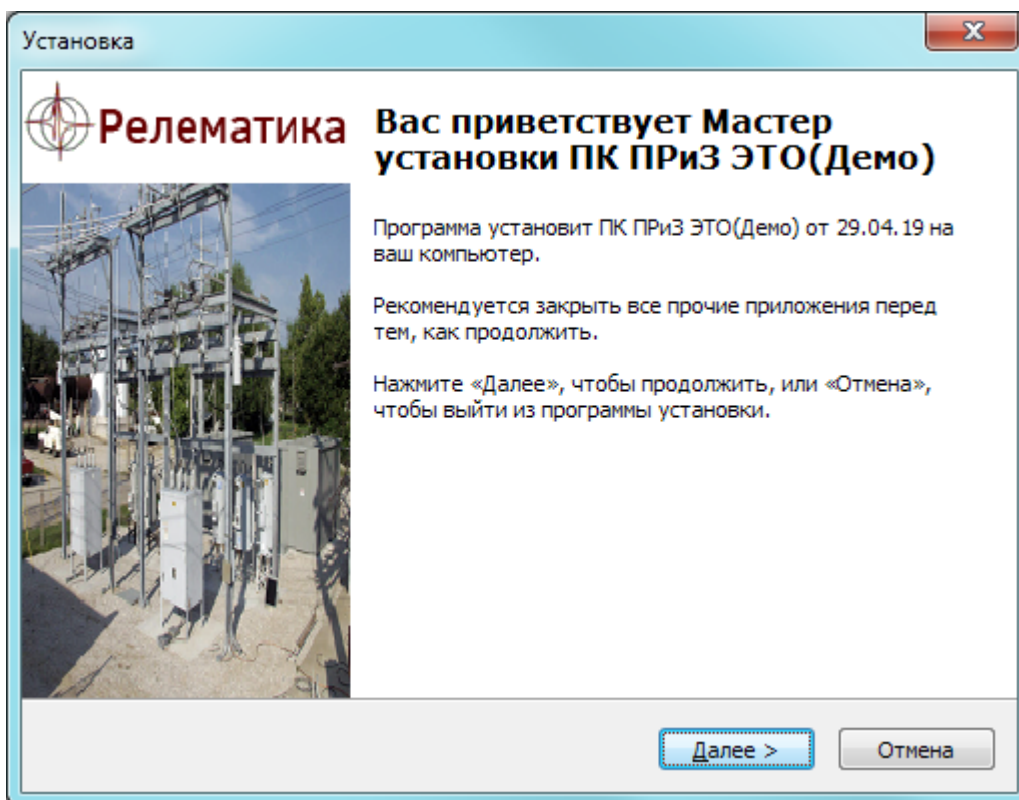 Установка
Релематика
Вас приветствует Мастер
установки ПК ПРиЗ ЭТО(Демо)
Программа установит ПК ПРиЗ ЭТО(Демо) от 29.04.19 на
ваш компьютер.
Рекомендуется закрыть все прочие приложения перед
тем, как продолжить.
Нажмите «Далее», чтобы продолжить, или «Отмена»,
чтобы выйти из программы установки.
Далее >
Отмена